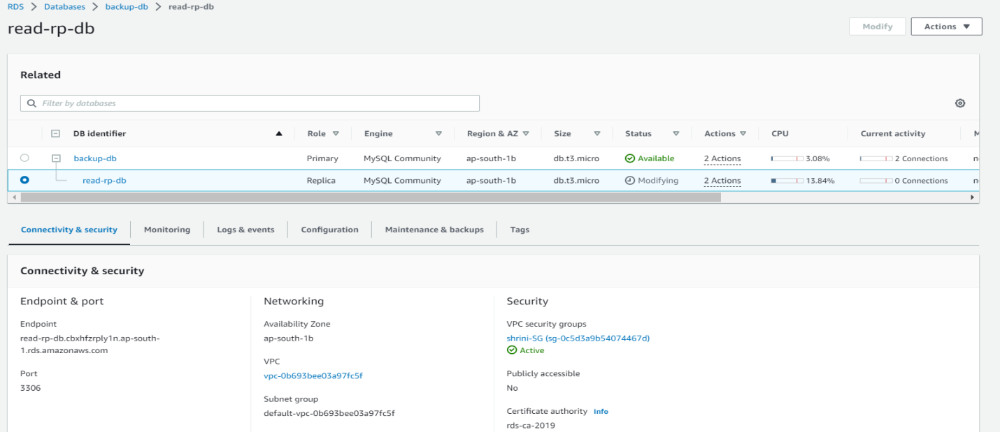 RDS > Databases > backup-db > read-rp-db
read-rp-db
Modify
Actions
Related
Filter by databases
DB identifier Role Engine Region & AZ Size Status Actions CPU Current activity
backup-db Primary MySQL Community ap-south-1b db.t3.micro Available 2 Actions 3.08% 2 Connections
read-rp-db Replica MySQL Community ap-south-1b db.t3.micro Modifying 2 Actions 13.84% 0 Connections
Connectivity & security Monitoring Logs & events Configuration Maintenance & backups Tags
Connectivity & security
Endpoint & port
Endpoint
read-rp-db.cbxhfzrply1n.ap-south-
1.rds.amazonaws.com
Port
3306
Networking
Availability Zone
ap-south-1b
VPC
vpc-0b693bee03a97fc5f
Subnet group
default-vpc-0b693bee03a97fc5f
Security
VPC security groups
shrini-SG (sg-0c5d3a9b54074467d)
Active
Publicly accessible
No
Certificate authority Info
rds-ca-2019